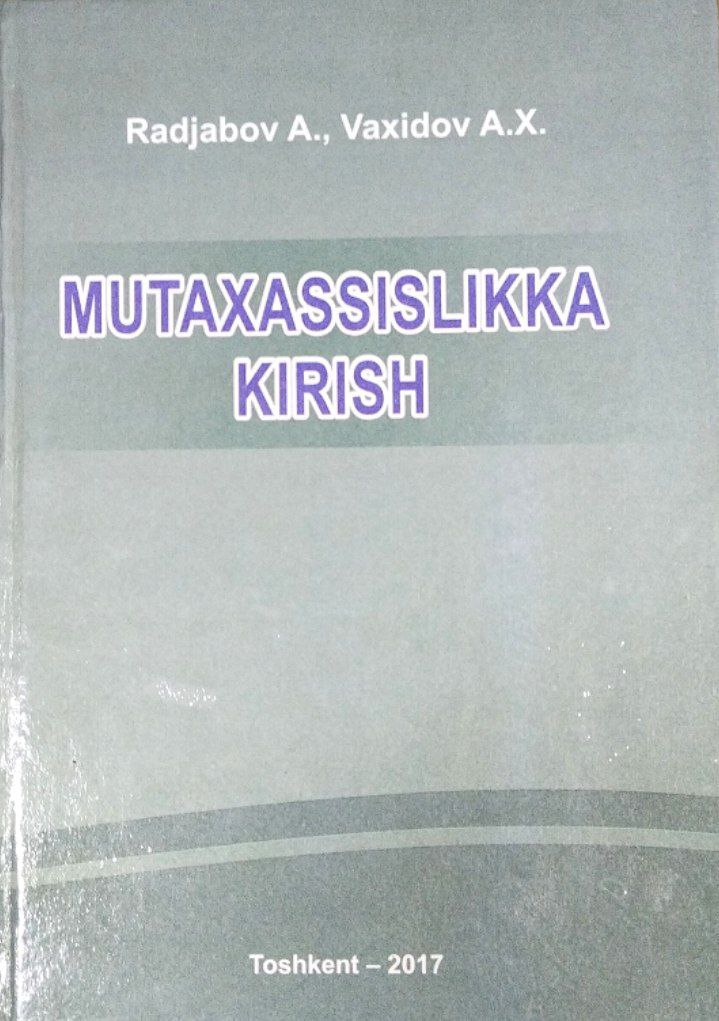 Radjabov A., Vaxidov A.X.
MUTAXASSISLIKKA
KIRISH
Toshkent – 2017